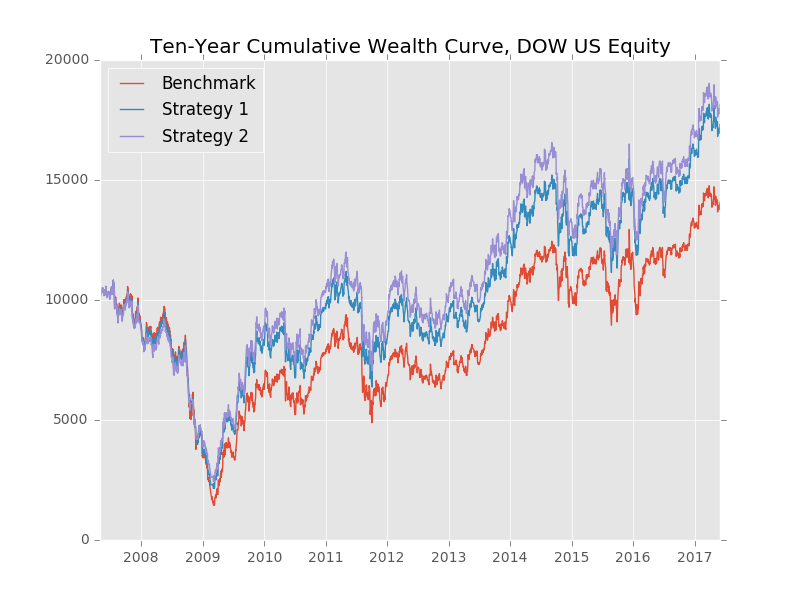 Ten-Year Cumulative Wealth Curve, DOW US Equity
20000
15000
10000
5000
0
Benchmark
Strategy 1
Strategy 2
2008 2009 2010 2011 2012 2013 2014 2015 2016 2017